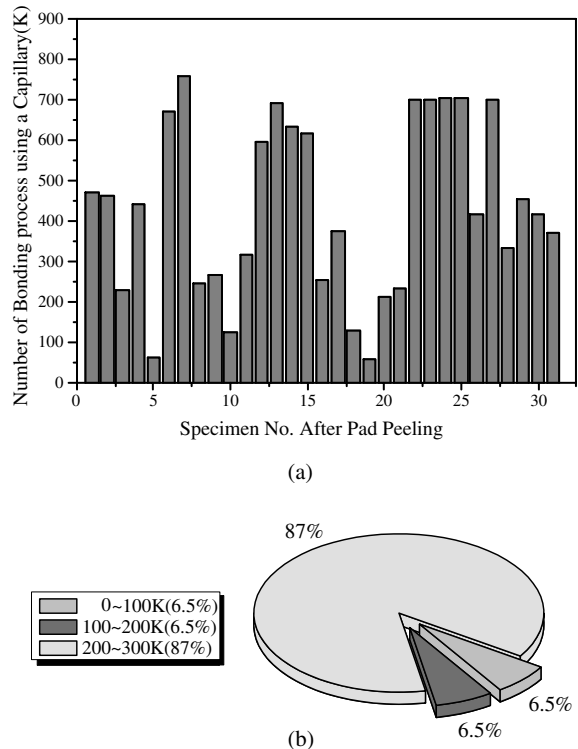 900
800
700
600
500
400
300
200
100
0
Number of Bonding process using a Capillary(K)
0 5 10 15 20 25 30
Specimen No. After Pad Peeling
(a)
87%
0~100K(6.5%)
100~200K(6.5%)
200~300K(87%)
6.5%
6.5%
(b)